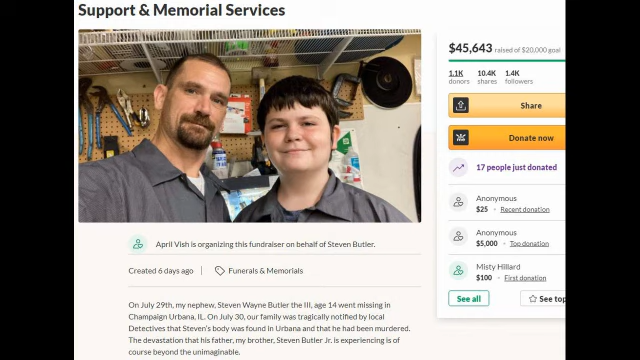 Support & Memorial Services
$45,643 raised of $20,000 goal
1.1K 10.4K 1.4K
donors shares followers
Share
Donate now
17 people just donated
Anonymous
$25 • Recent donation
Anonymous
$5,000 • Top donation
Misty Hillard
$100 • First donation
See all
See top
April Vish is organizing this fundraiser on behalf of Steven Butler.
Created 6 days ago | Funerals & Memorials
On July 29th, my nephew, Steven Wayne Butler the III, age 14 went missing in
Champaign Urbana, IL. On July 30, our family was tragically notified by local
Detectives that Steven's body was found in Urbana and that he had been murdered.
The devastation that his father, my brother, Steven Butler Jr. is experiencing is of
course beyond the unimaginable.